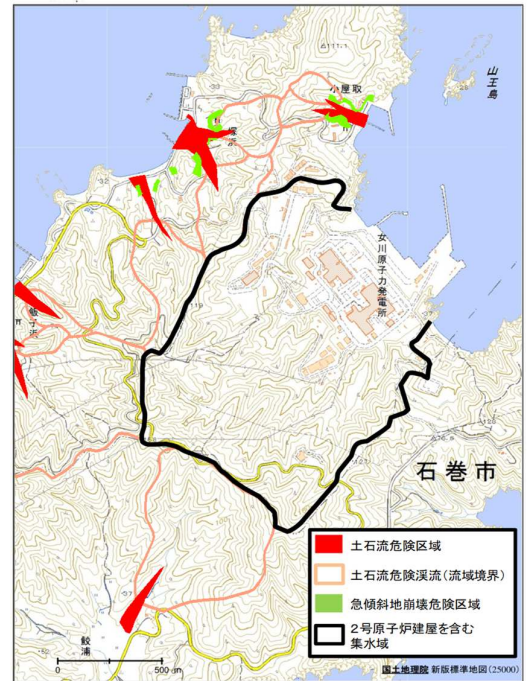 小屋取
山王島
塚浜
女川原子力発電所
飯子浜
石巻市
鮫浦
0
500 m
土石流危険区域
土石流危険渓流(流域境界)
急傾斜地崩壊危険区域
2号原子炉建屋を含む
集水域
国土地理院 新版標準地図(25000)